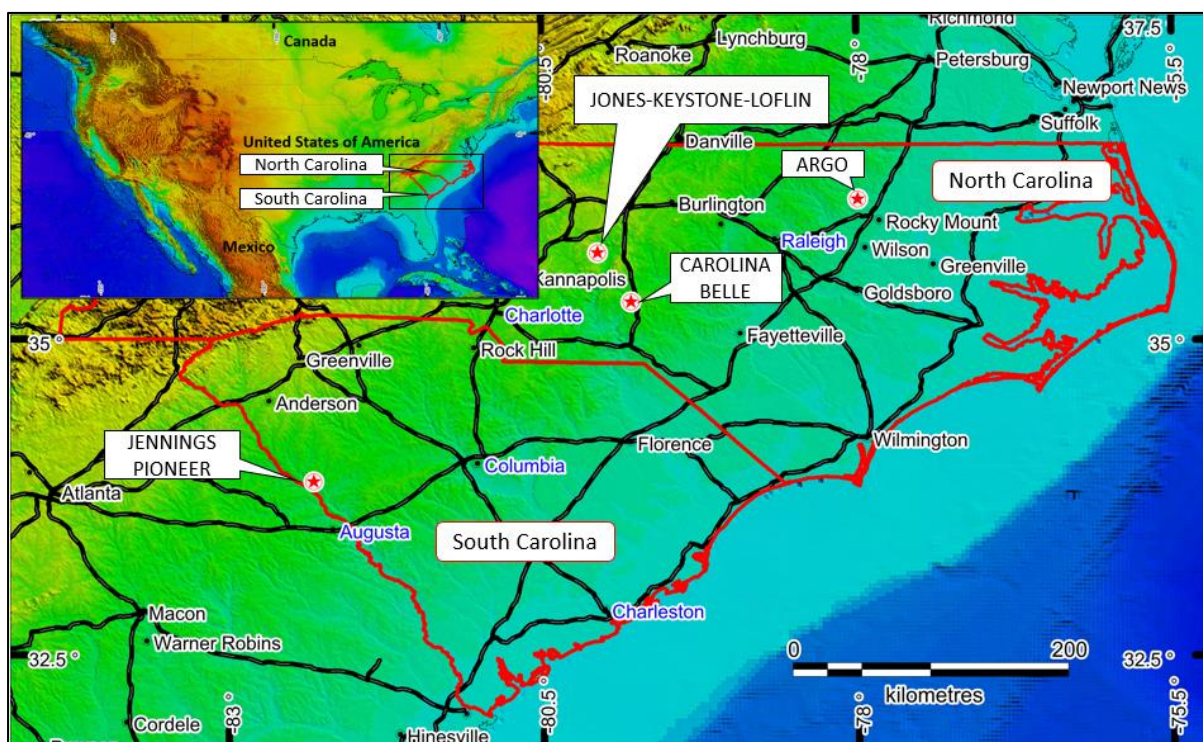 Canada
United States of America
North Carolina
South Carolina
Mexico
-80.5 °
-78 °
37.5 °
Richmond
Lynchburg
Roanoke
Petersburg
Newport News
Suffolk
JONES-KEYSTONE-LOFLIN
Danville
ARGO
North Carolina
Burlington
Rocky Mount
Raleigh
Wilson
Kannapolis
CAROLINA
BELLE
Greenville
Goldsboro
Charlotte
Fayetteville
35 °
Rock Hill
35 °
Greenville
Anderson
JENNINGS
PIONEER
Florence
Wilmington
Columbia
Atlanta
Augusta
South Carolina
Macon
Charleston
Warner Robins
32.5 °
0
200
32.5 °
kilometres
-83 °
-80.5 °
-78 °
-75.5 °
Cordele
Hinesville